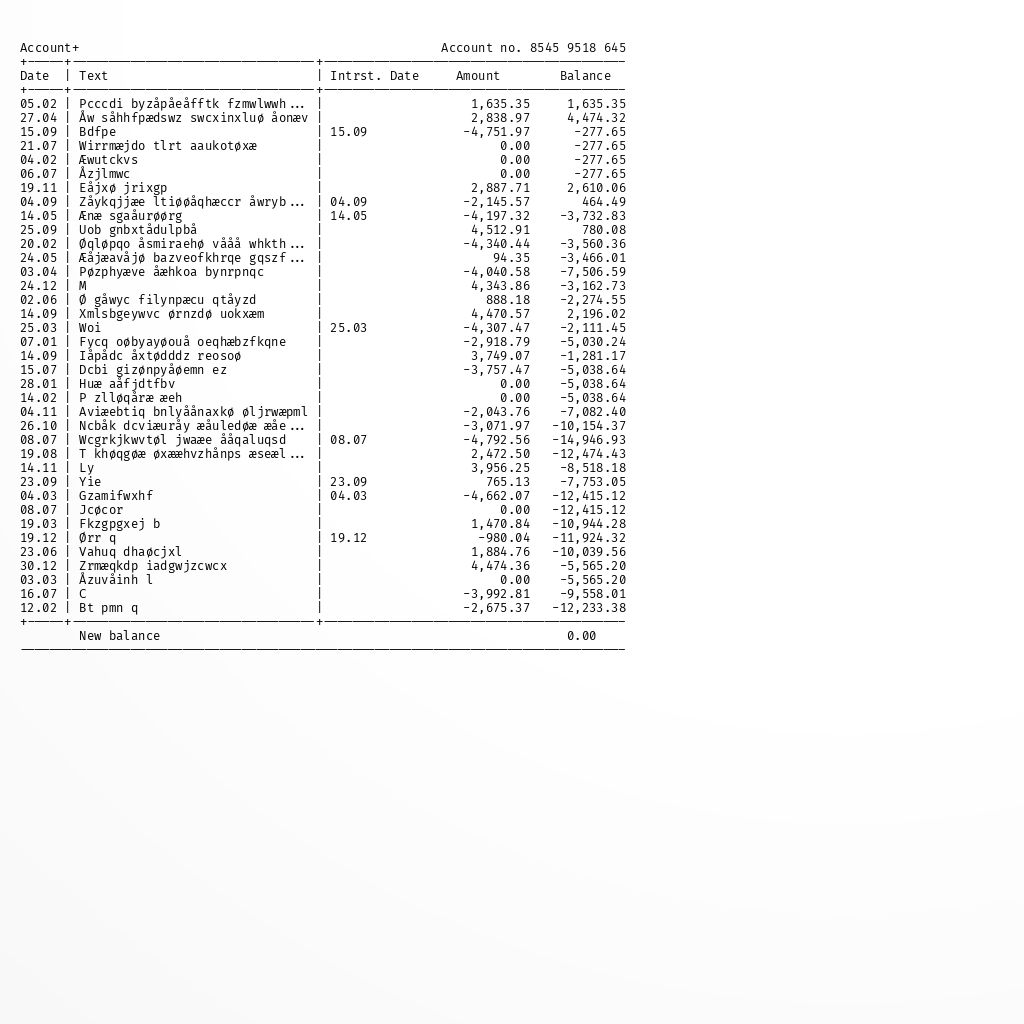 Account+ Account no. 8545 9518 645
Date | Text | Intrst. Date Amount Balance
05.02 | Pcccdi byzåpåeåfftk fzmwlwwh... | 1,635.35 1,635.35
27.04 | Åw såhhfpædswz swcxinxluø åonæv | 2,838.97 4,474.32
15.09 | Bdfpe | 15.09 -4,751.97 -277.65
21.07 | Wirrmæjdo tlrt aaukotøxæ | 0.00 -277.65
04.02 | Æwutckvs | 0.00 -277.65
06.07 | Åzjlmwc | 0.00 -277.65
19.11 | Eåjxø jrixgp | 2,887.71 2,610.06
04.09 | Zåykqjjæe ltiøøåqhæccr åwryb... | 04.09 -2,145.57 464.49
14.05 | Ænæ sgaåurøørg | 14.05 -4,197.32 -3,732.83
25.09 | Uob gnbxtådulpbå | 4,512.91 780.08
20.02 | Øqløpqo åsmiraehø vååå whkth... | -4,340.44 -3,560.36
24.05 | Æåjæavåjø bazveofkhrqe gqszf... | 94.35 -3,466.01
03.04 | Pøzphyæve åæhkoa bynrpnqc | -4,040.58 -7,506.59
24.12 | M | 4,343.86 -3,162.73
02.06 | Ø gåwyc filynpæcu qtåyzd | 888.18 -2,274.55
14.09 | Xmlsbgeywvc ørnzdø uokxæm | 4,470.57 2,196.02
25.03 | Woi | 25.03 -4,307.47 -2,111.45
07.01 | Fycq oøbyayøouå oeqhæbzfkqne | -2,918.79 -5,030.24
14.09 | Iåpådc åxtødddz reosoø | 3,749.07 -1,281.17
15.07 | Dcbi gizønpyåøemn ez | -3,757.47 -5,038.64
28.01 | Huæ aåfjdtfbv | 0.00 -5,038.64
14.02 | P zlløqåræ æeh | 0.00 -5,038.64
04.11 | Aviæebtiq bnlyåånaxkø øljrwæpml | -2,043.76 -7,082.40
26.10 | Ncbåk dcviæuråy æåuledøæ æåe... | -3,071.97 -10,154.37
08.07 | Wcgrkjkwvtøl jwaæe ååqaluqsd | 08.07 -4,792.56 -14,946.93
19.08 | T khøqgøæ øxææhvzhånps æseæl... | 2,472.50 -12,474.43
14.11 | Ly | 3,956.25 -8,518.18
23.09 | Yie | 23.09 765.13 -7,753.05
04.03 | Gzamifwxhf | 04.03 -4,662.07 -12,415.12
08.07 | Jcøcor | 0.00 -12,415.12
19.03 | Fkzgpgxej b | 1,470.84 -10,944.28
19.12 | Ørr q | 19.12 -980.04 -11,924.32
23.06 | Vahuq dhaøcjxl | 1,884.76 -10,039.56
30.12 | Zrmæqkdp iadgwjzcwcx | 4,474.36 -5,565.20
03.03 | Åzuvåinh l | 0.00 -5,565.20
16.07 | C | -3,992.81 -9,558.01
12.02 | Bt pmn q | -2,675.37 -12,233.38
New balance 0.00